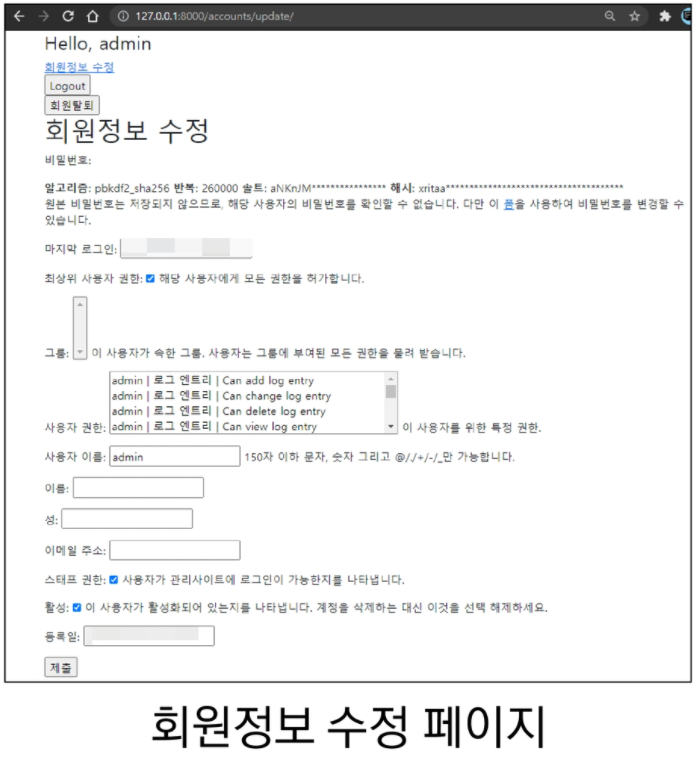 127.0.0.1:8000/accounts/update/
Hello, admin
회원정보 수정
Logout
회원탈퇴
회원정보 수정
비밀번호:
알고리즘: pbkdf2_sha256 반복: 260000 솔트: aNKnJM**************** 해시: xritaa**************************************
원본 비밀번호는 저장되지 않으므로, 해당 사용자의 비밀번호를 확인할 수 없습니다. 다만 이 폼을 사용하여 비밀번호를 변경할 수
있습니다.
마지막 로그인:
최상위 사용자 권한: 해당 사용자에게 모든 권한을 허가합니다.
그룹: 이 사용자가 속한 그룹. 사용자는 그룹에 부여된 모든 권한을 물려 받습니다.
admin | 로그 엔트리 | Can add log entry
admin | 로그 엔트리 | Can change log entry
admin | 로그 엔트리 | Can delete log entry
admin | 로그 엔트리 | Can view log entry
사용자 권한: 이 사용자를 위한 특정 권한.
사용자 이름: admin 150자 이하 문자, 숫자 그리고 @/./+/-/_만 가능합니다.
이름:
성:
이메일 주소:
스태프 권한: 사용자가 관리사이트에 로그인이 가능한지를 나타냅니다.
활성: 이 사용자가 활성화되어 있는지를 나타냅니다. 계정을 삭제하는 대신 이것을 선택 해제하세요.
등록일:
제출
회원정보 수정 페이지